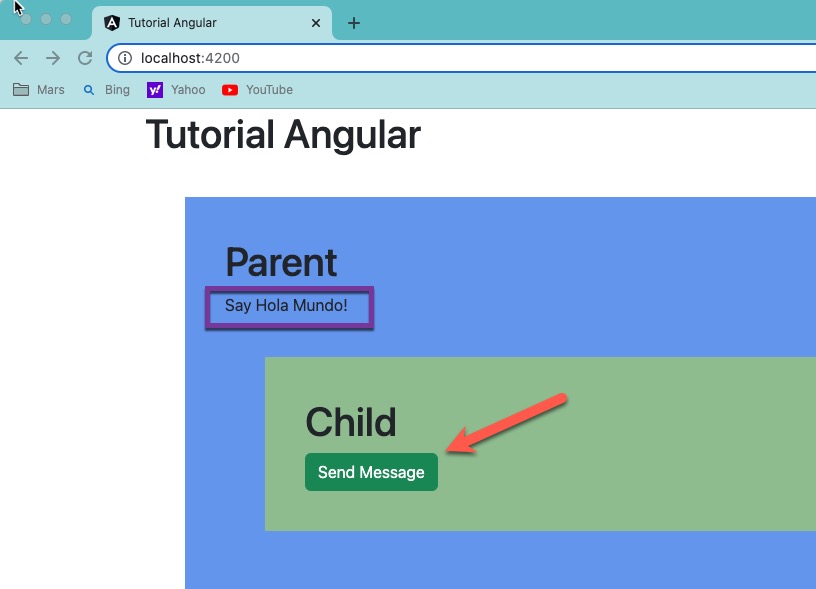 Tutorial Angular
localhost:4200
Mars Bing y! Yahoo YouTube
Tutorial Angular
Parent
Say Hola Mundo!
Child
Send Message